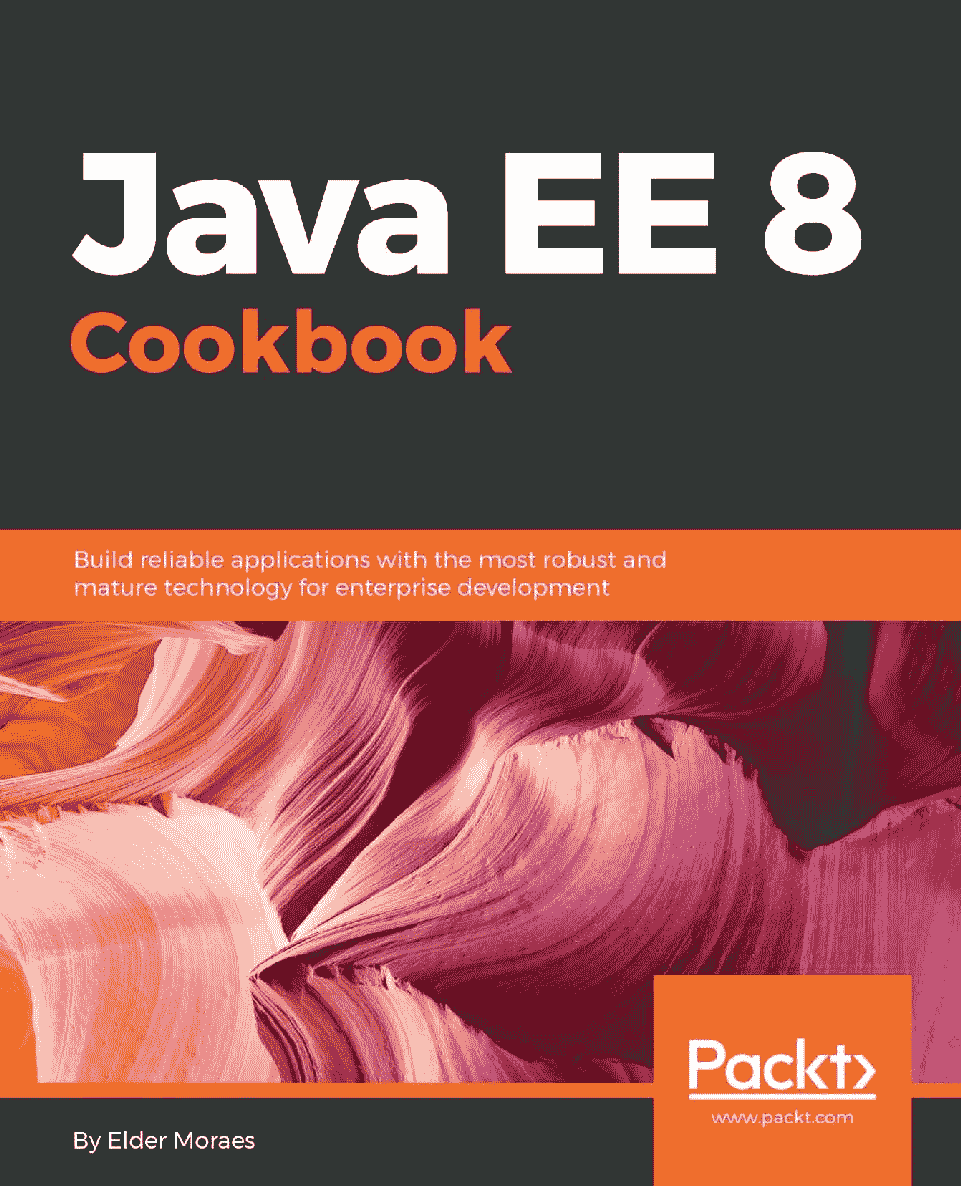 Java EE 8
Cookbook
Build reliable applications with the most robust and
mature technology for enterprise development
Packt>
www.packt.com
By Elder Moraes